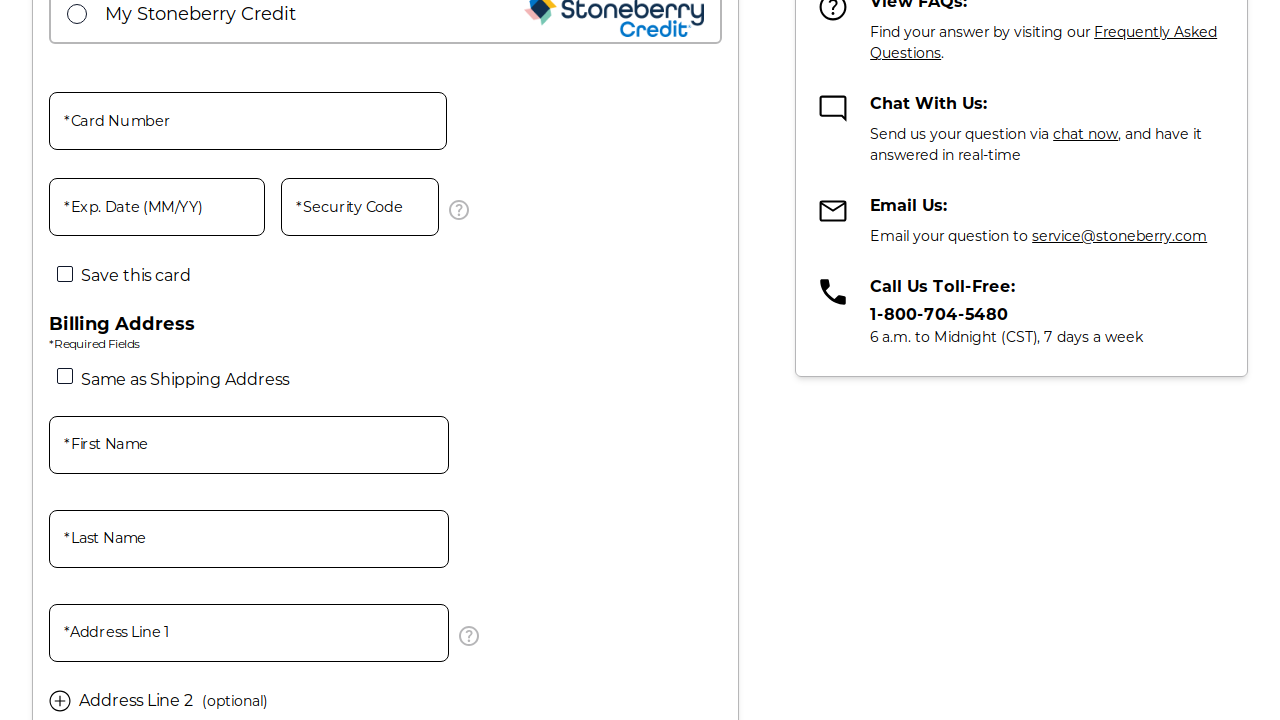 My Stoneberry Credit
Stoneberry
Credit
*Card Number
*Exp. Date (MM/YY)
*Security Code
Save this card
Billing Address
*Required Fields
Same as Shipping Address
*First Name
*Last Name
*Address Line 1
Address Line 2 (optional)
View FAQs:
Find your answer by visiting our Frequently Asked
Questions.
Chat With Us:
Send us your question via chat now, and have it
answered in real-time
Email Us:
Email your question to service@stoneberry.com
Call Us Toll-Free:
1-800-704-5480
6 a.m. to Midnight (CST), 7 days a week